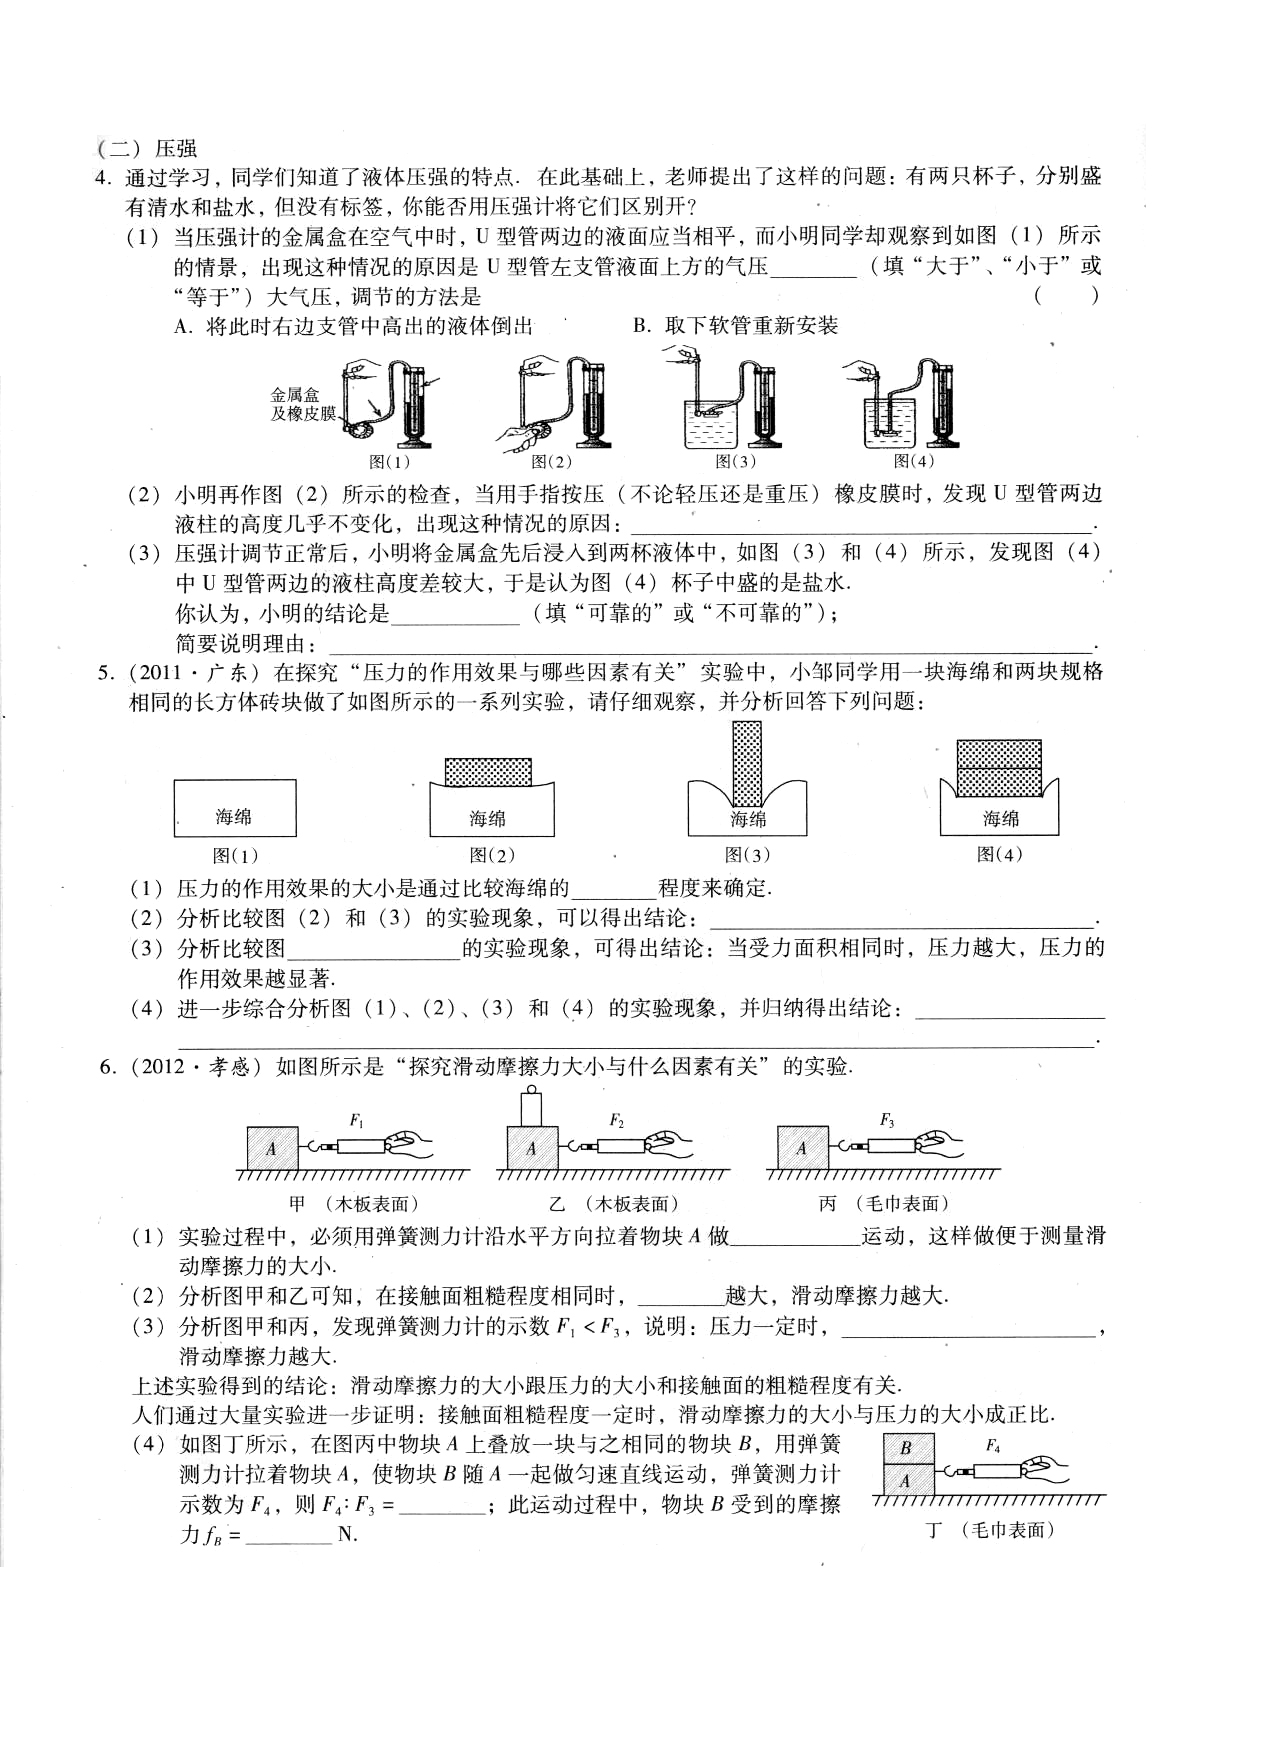 （二）压强
4. 通过学习，同学们知道了液体压强的特点．在此基础上，老师提出了这样的问题：有两只杯子，分别盛
有清水和盐水，但没有标签，你能否用压强计将它们区别开？
（1）当压强计的金属盒在空气中时，U 型管两边的液面应当相平，而小明同学却观察到如图（1）所示
的情景，出现这种情况的原因是 U 型管左支管液面上方的气压________（填“大于”、“小于”或
“等于”）大气压，调节的方法是（　　）
A. 将此时右边支管中高出的液体倒出　　B. 取下软管重新安装
金属盒
及橡皮膜
图(1)　图(2)　图(3)　图(4)
（2）小明再作图（2）所示的检查，当用手指按压（不论轻压还是重压）橡皮膜时，发现 U 型管两边
液柱的高度几乎不变化，出现这种情况的原因：________．
（3）压强计调节正常后，小明将金属盒先后浸入到两杯液体中，如图（3）和（4）所示，发现图（4）
中 U 型管两边的液柱高度差较大，于是认为图（4）杯子中盛的是盐水．
你认为，小明的结论是________（填“可靠的”或“不可靠的”）；
简要说明理由：________．
5.（2011·广东）在探究“压力的作用效果与哪些因素有关”实验中，小邹同学用一块海绵和两块规格
相同的长方体砖块做了如图所示的一系列实验，请仔细观察，并分析回答下列问题：
海绵　海绵　海绵　海绵
图(1)　图(2)　图(3)　图(4)
（1）压力的作用效果的大小是通过比较海绵的________程度来确定．
（2）分析比较图（2）和（3）的实验现象，可以得出结论：________．
（3）分析比较图________的实验现象，可得出结论：当受力面积相同时，压力越大，压力的
作用效果越显著．
（4）进一步综合分析图（1）、（2）、（3）和（4）的实验现象，并归纳得出结论：________
________．
6.（2012·孝感）如图所示是“探究滑动摩擦力大小与什么因素有关”的实验．
A　F₁　A　F₂　A　F₃
甲　（木板表面）　乙　（木板表面）　丙　（毛巾表面）
（1）实验过程中，必须用弹簧测力计沿水平方向拉着物块 A 做________运动，这样做便于测量滑
动摩擦力的大小．
（2）分析图甲和乙可知，在接触面粗糙程度相同时，________越大，滑动摩擦力越大．
（3）分析图甲和丙，发现弹簧测力计的示数 F₁ < F₃，说明：压力一定时，________，
滑动摩擦力越大．
上述实验得到的结论：滑动摩擦力的大小跟压力的大小和接触面的粗糙程度有关．
人们通过大量实验进一步证明：接触面粗糙程度一定时，滑动摩擦力的大小与压力的大小成正比．
（4）如图丁所示，在图丙中物块 A 上叠放一块与之相同的物块 B，用弹簧
测力计拉着物块 A，使物块 B 随 A 一起做匀速直线运动，弹簧测力计
示数为 F₄，则 F₄∶F₃ = ________；此运动过程中，物块 B 受到的摩擦
力 f_B = ________ N.
B　A　F₄
丁　（毛巾表面）